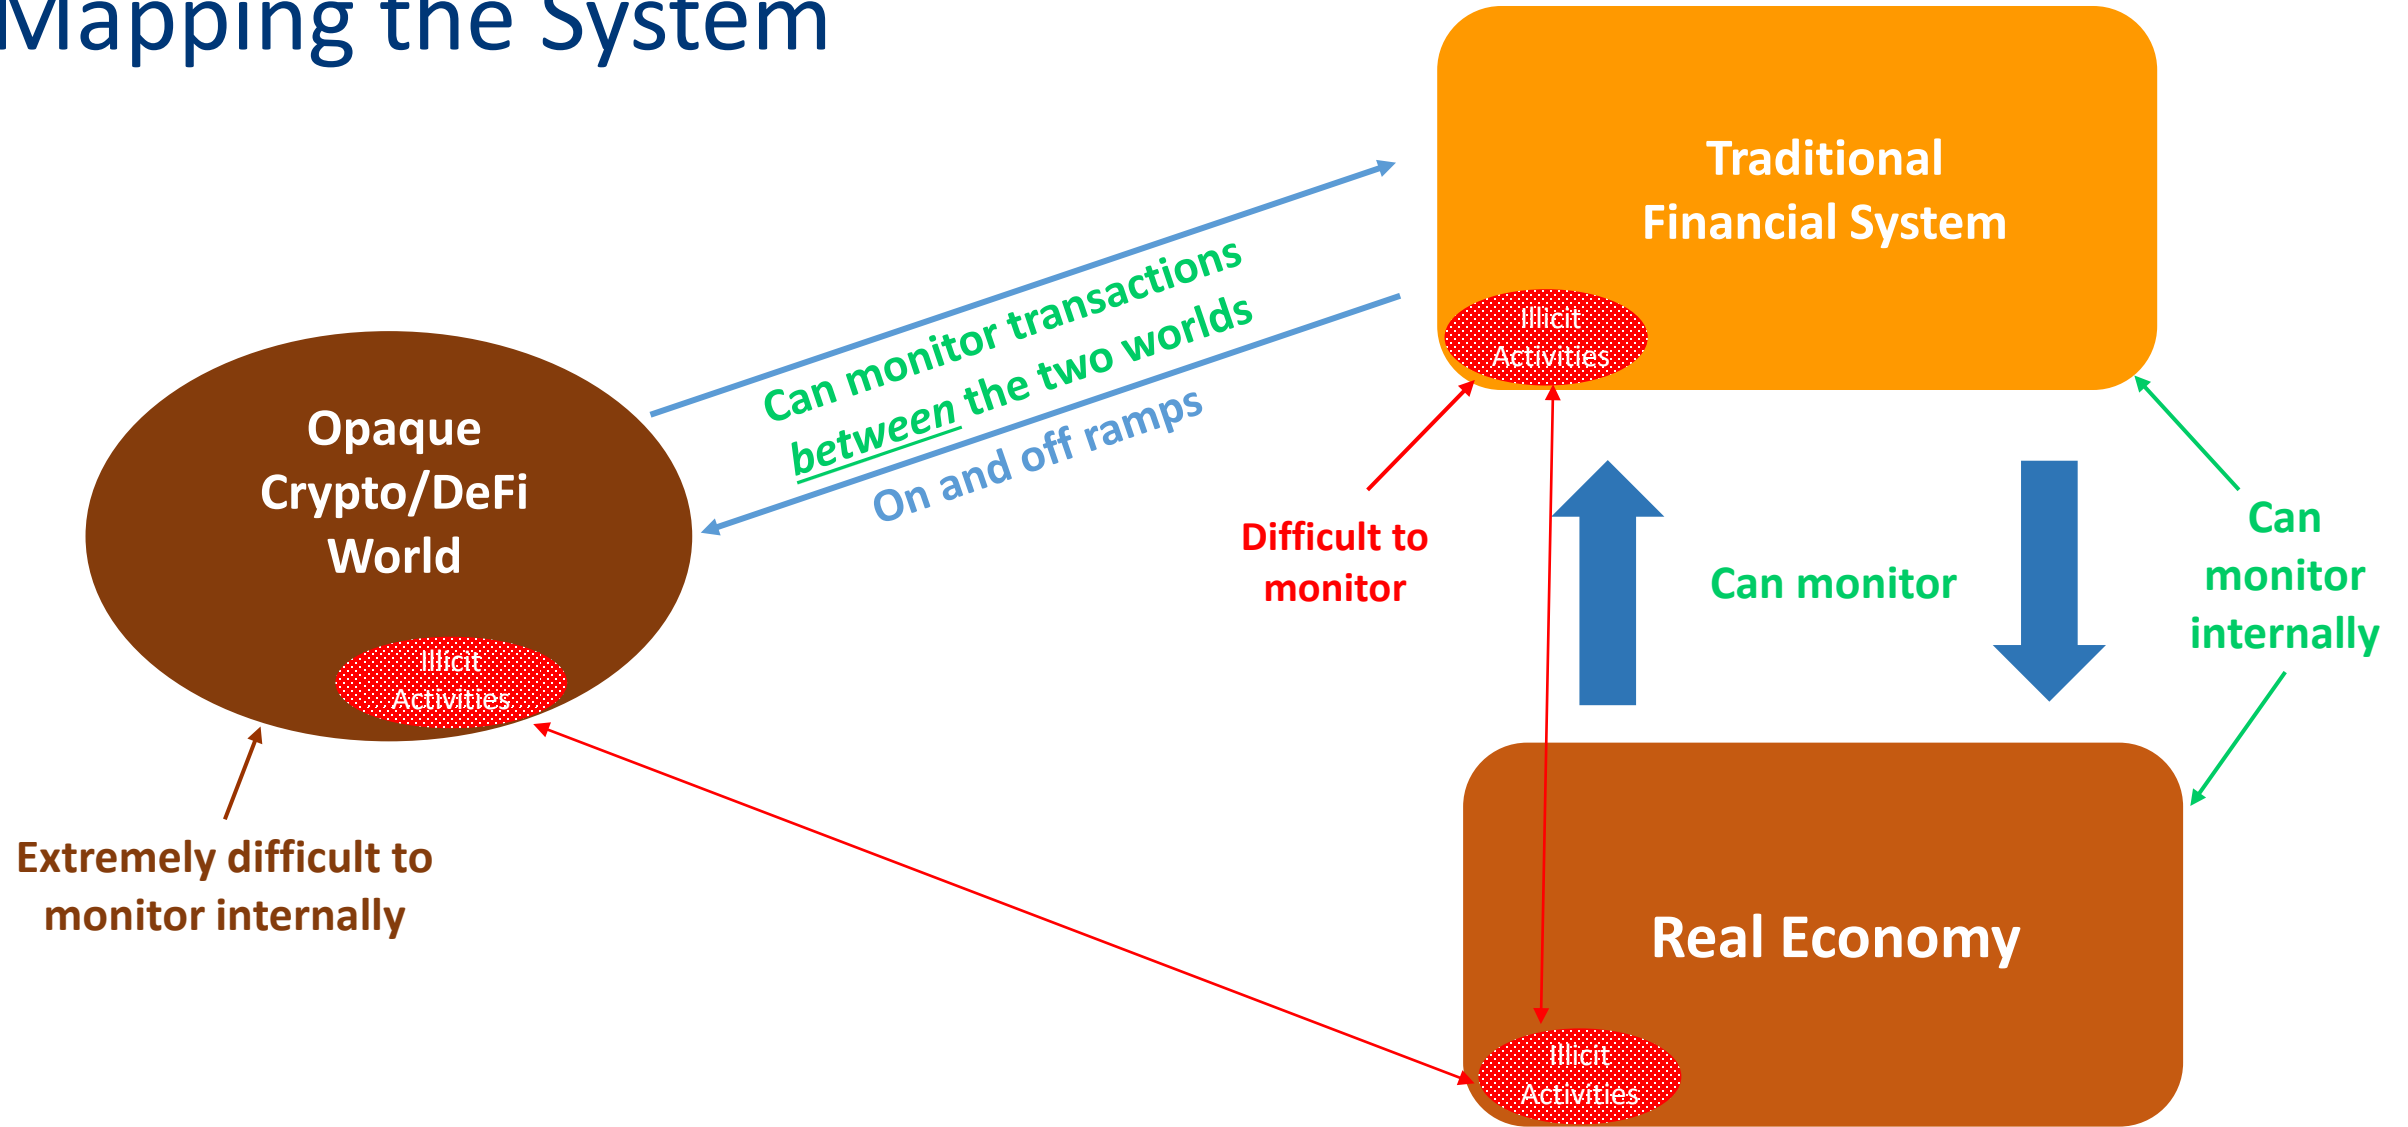 Mapping the System
Traditional
Financial System
Illicit
Activities
Can monitor transactions
between the two worlds
On and off ramps
Opaque
Crypto/DeFi
World
Illicit
Activities
Extremely difficult to
monitor internally
Difficult to
monitor
Can monitor
Can
monitor
internally
Real Economy
Illicit
Activities